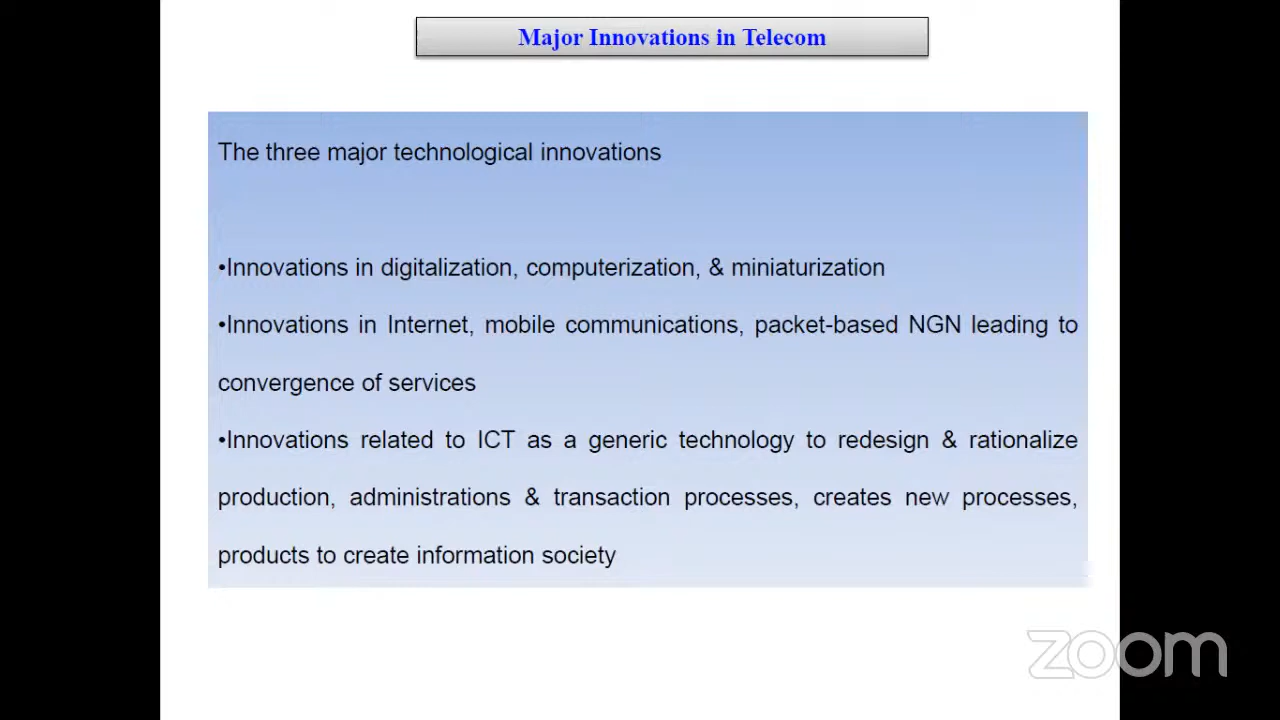 Major Innovations in Telecom
The three major technological innovations
•Innovations in digitalization, computerization, & miniaturization
•Innovations in Internet, mobile communications, packet-based NGN leading to
convergence of services
•Innovations related to ICT as a generic technology to redesign & rationalize
production, administrations & transaction processes, creates new processes,
products to create information society
zoom